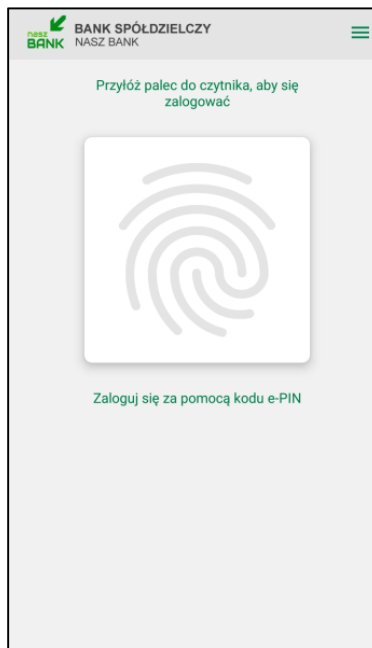 nasz
BANK
BANK SPÓŁDZIELCZY
NASZ BANK
Przyłóż palec do czytnika, aby się
zalogować
Zaloguj się za pomocą kodu e-PIN